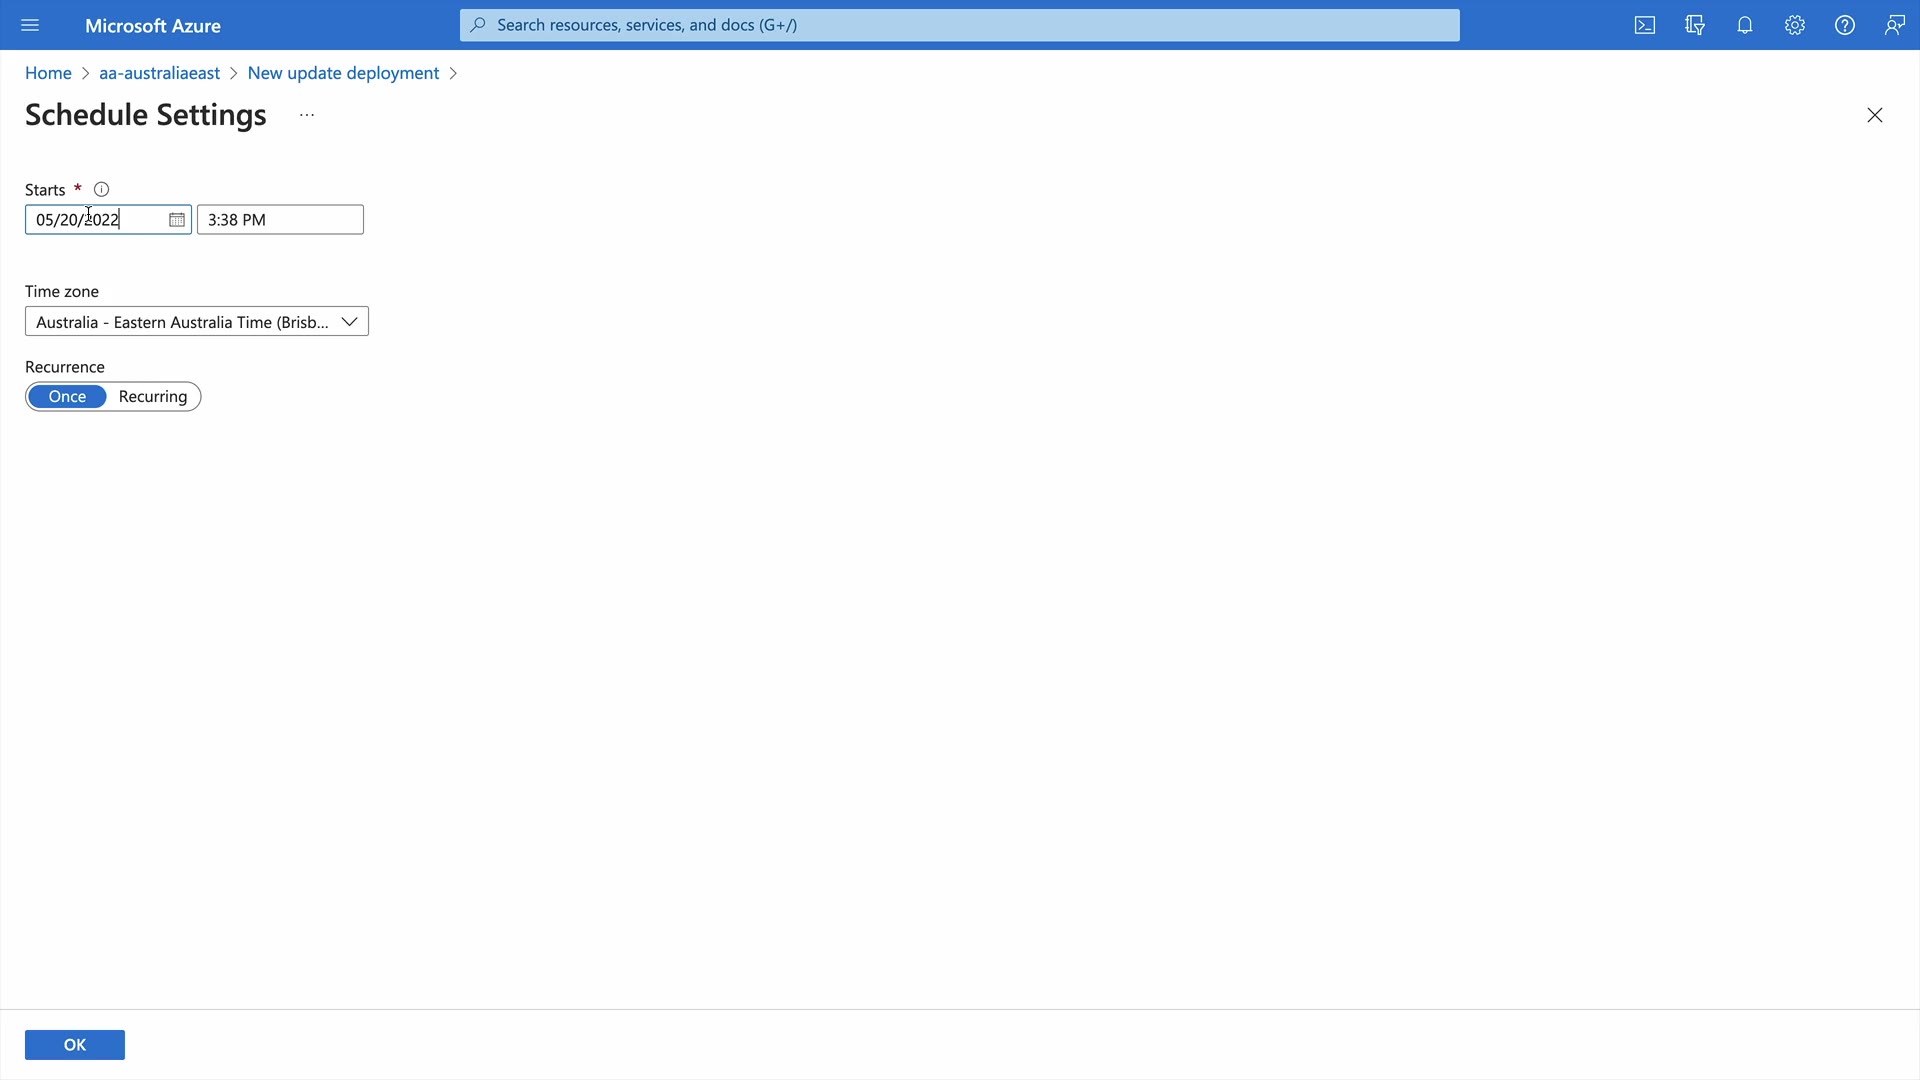 Microsoft Azure
Search resources, services, and docs (G+/)
Home > aa-australiaeast > New update deployment >
Schedule Settings ...
Starts *
05/20/2022 3:38 PM
Time zone
Australia - Eastern Australia Time (Brisb...
Recurrence
Once Recurring
OK